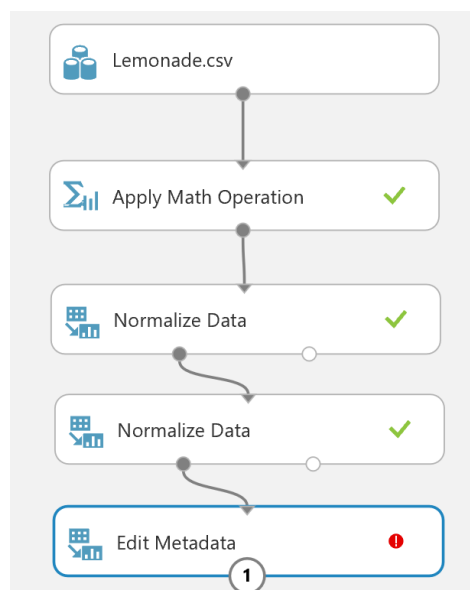 Lemonade.csv
Apply Math Operation
Normalize Data
Normalize Data
Edit Metadata
1